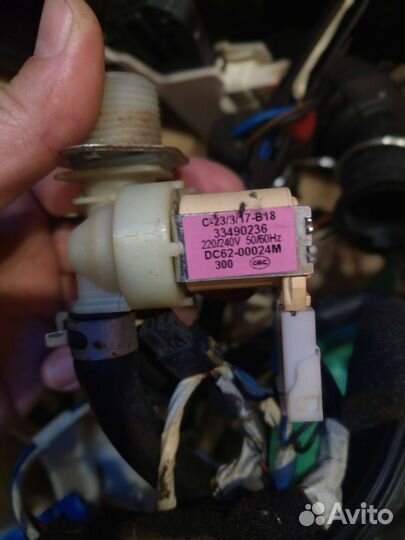 C-23/3/17-B18
33490236
220/240V 50/60Hz
DC62-00024M
300
Avito